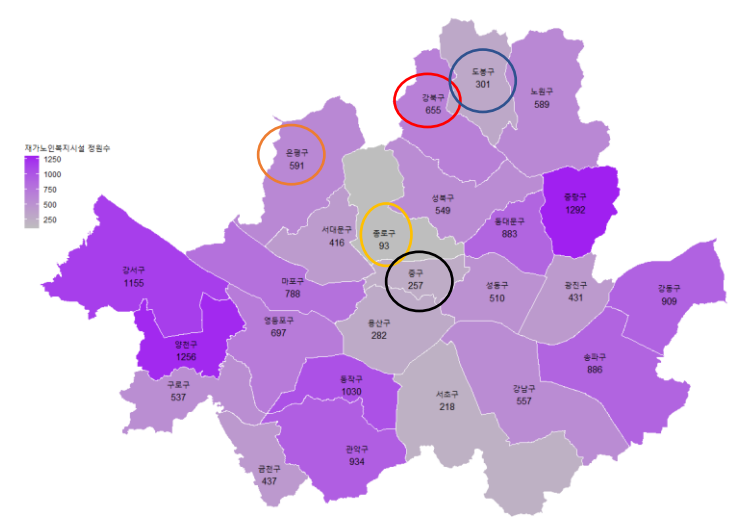 도봉구
301
노원구
589
강북구
655
재가노인복지시설 정원수
1250
1000
750
500
250
은평구
591
중랑구
1292
성북구
549
동대문구
883
서대문구
416
종로구
93
강서구
1155
마포구
788
중구
257
성동구
510
광진구
431
강동구
909
영등포구
697
용산구
282
양천구
1256
송파구
886
구로구
537
동작구
1030
서초구
218
강남구
557
관악구
934
금천구
437